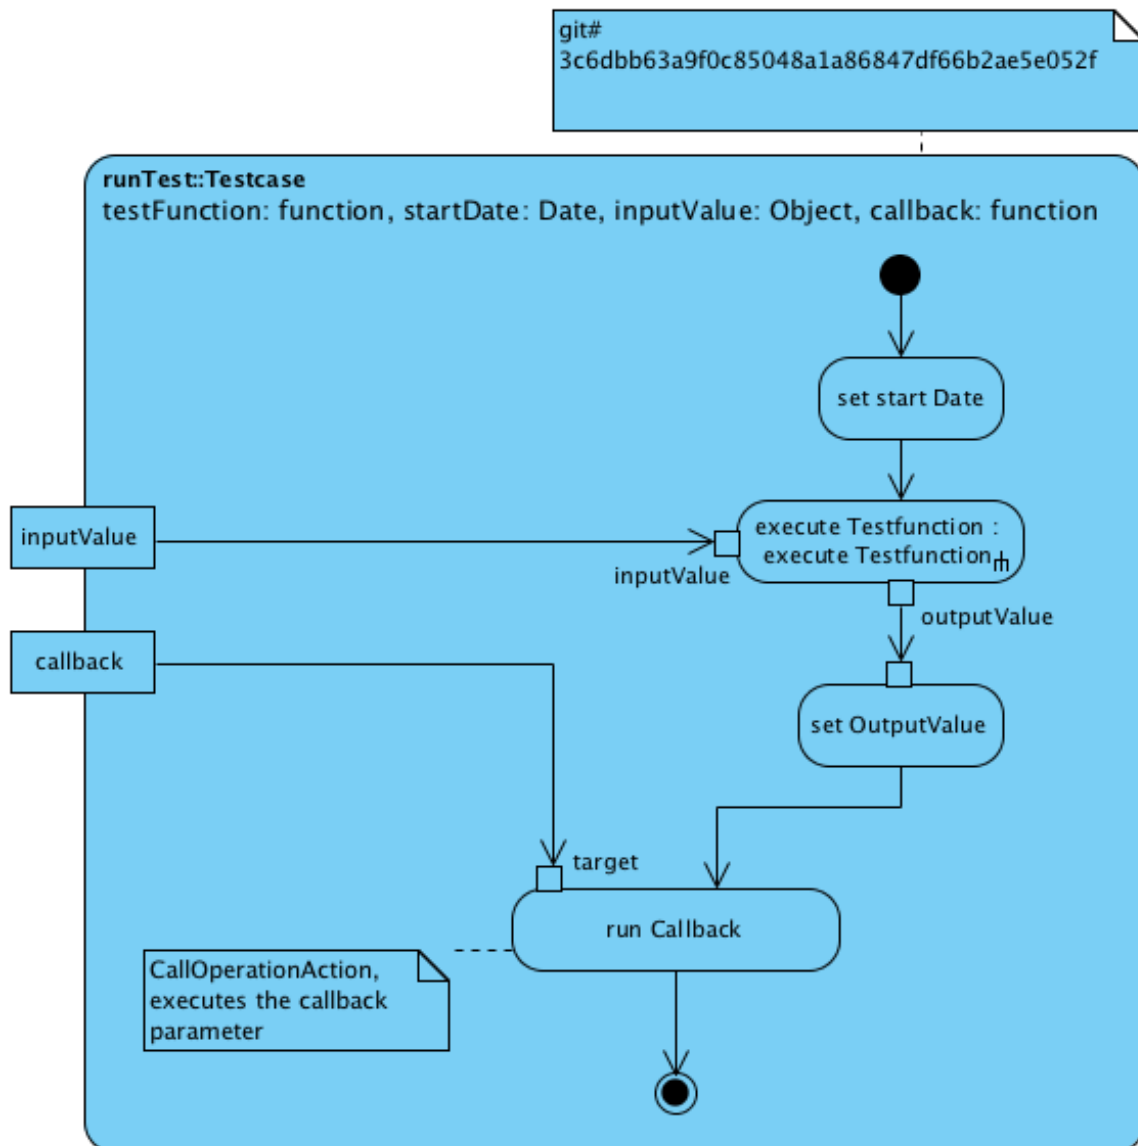 git#
3c6dbb63a9f0c85048a1a86847df66b2ae5e052f
runTest::Testcase
testFunction: function, startDate: Date, inputValue: Object, callback: function
set start Date
inputValue
execute Testfunction :
execute Testfunction
inputValue
outputValue
callback
set OutputValue
target
run Callback
CallOperationAction,
executes the callback
parameter